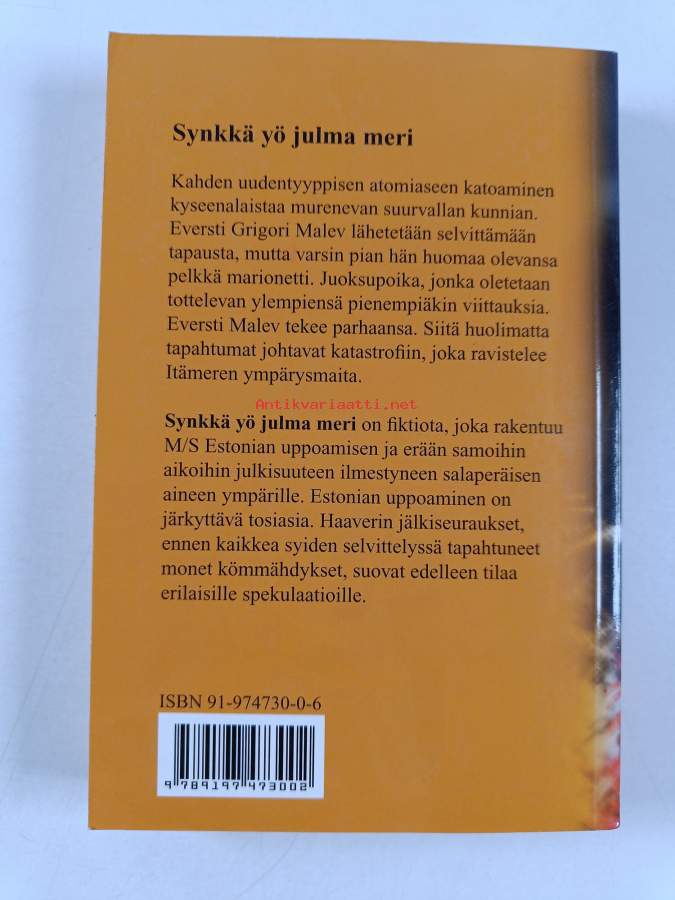 Synkkä yö julma meri
Kahden uudentyyppisen atomiaseen katoaminen
kyseenalaistaa murenevan suurvallan kunnian.
Eversti Grigori Malev lähetetään selvittämään
tapausta, mutta varsin pian hän huomaa olevansa
pelkkä marionetti. Juoksupoika, jonka oletetaan
tottelevan ylempiensä pienempiäkin viittauksia.
Eversti Malev tekee parhaansa. Siitä huolimatta
tapahtumat johtavat katastrofiin, joka ravistelee
Itämeren ympärysmaita.
Antikvariaatti.net
Synkkä yö julma meri on fiktiota, joka rakentuu
M/S Estonian uppoamisen ja erään samoihin
aikoihin julkisuuteen ilmestyneen salaperäisen
aineen ympärille. Estonian uppoaminen on
järkyttävä tosiasia. Haaverin jälkiseuraukset,
ennen kaikkea syiden selvittelyssä tapahtuneet
monet kömmähdykset, suovat edelleen tilaa
erilaisille spekulaatioille.
ISBN 91-974730-0-6
9 789197 473002